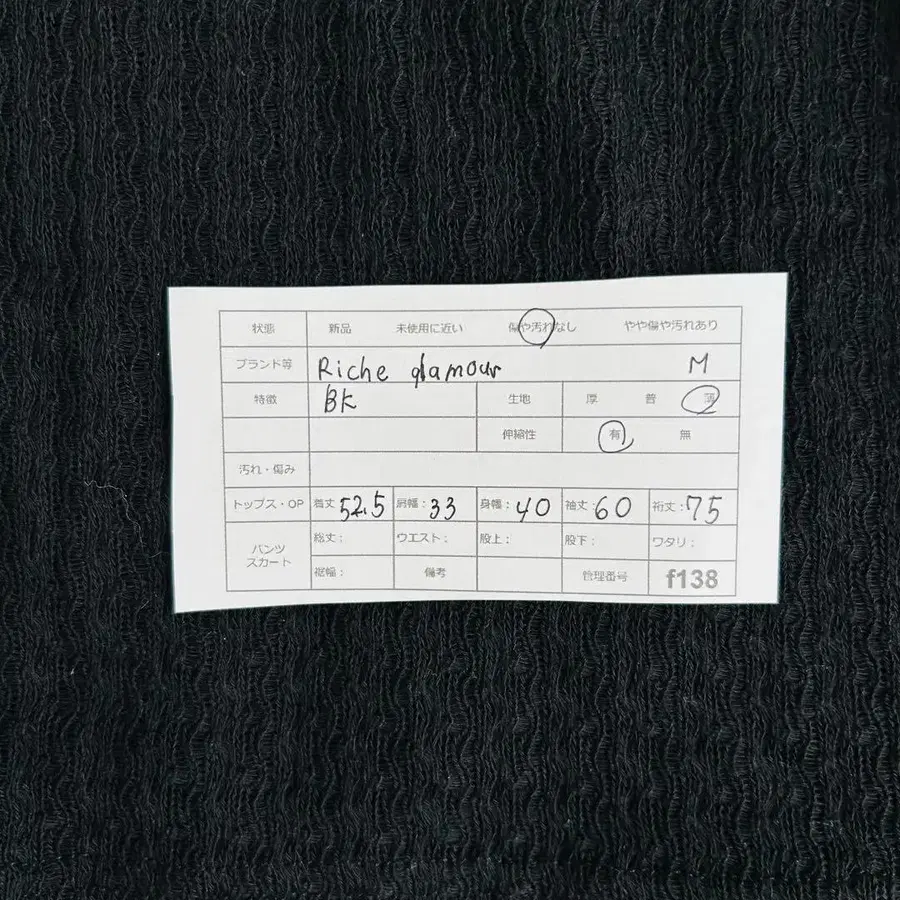 状態 新品 未使用に近い 傷や汚れなし やや傷や汚れあり
ブランド等 Riche glamour M
特徴 BK 生地 厚 普 薄
伸縮性 有 無
汚れ・傷み
トップス・OP 着丈 52.5 肩幅：33 身幅：40 袖丈：60 裄丈：75
パンツ スカート 総丈： ウエスト： 股上： 股下： ワタリ：
裾幅： 備考 管理番号 f138